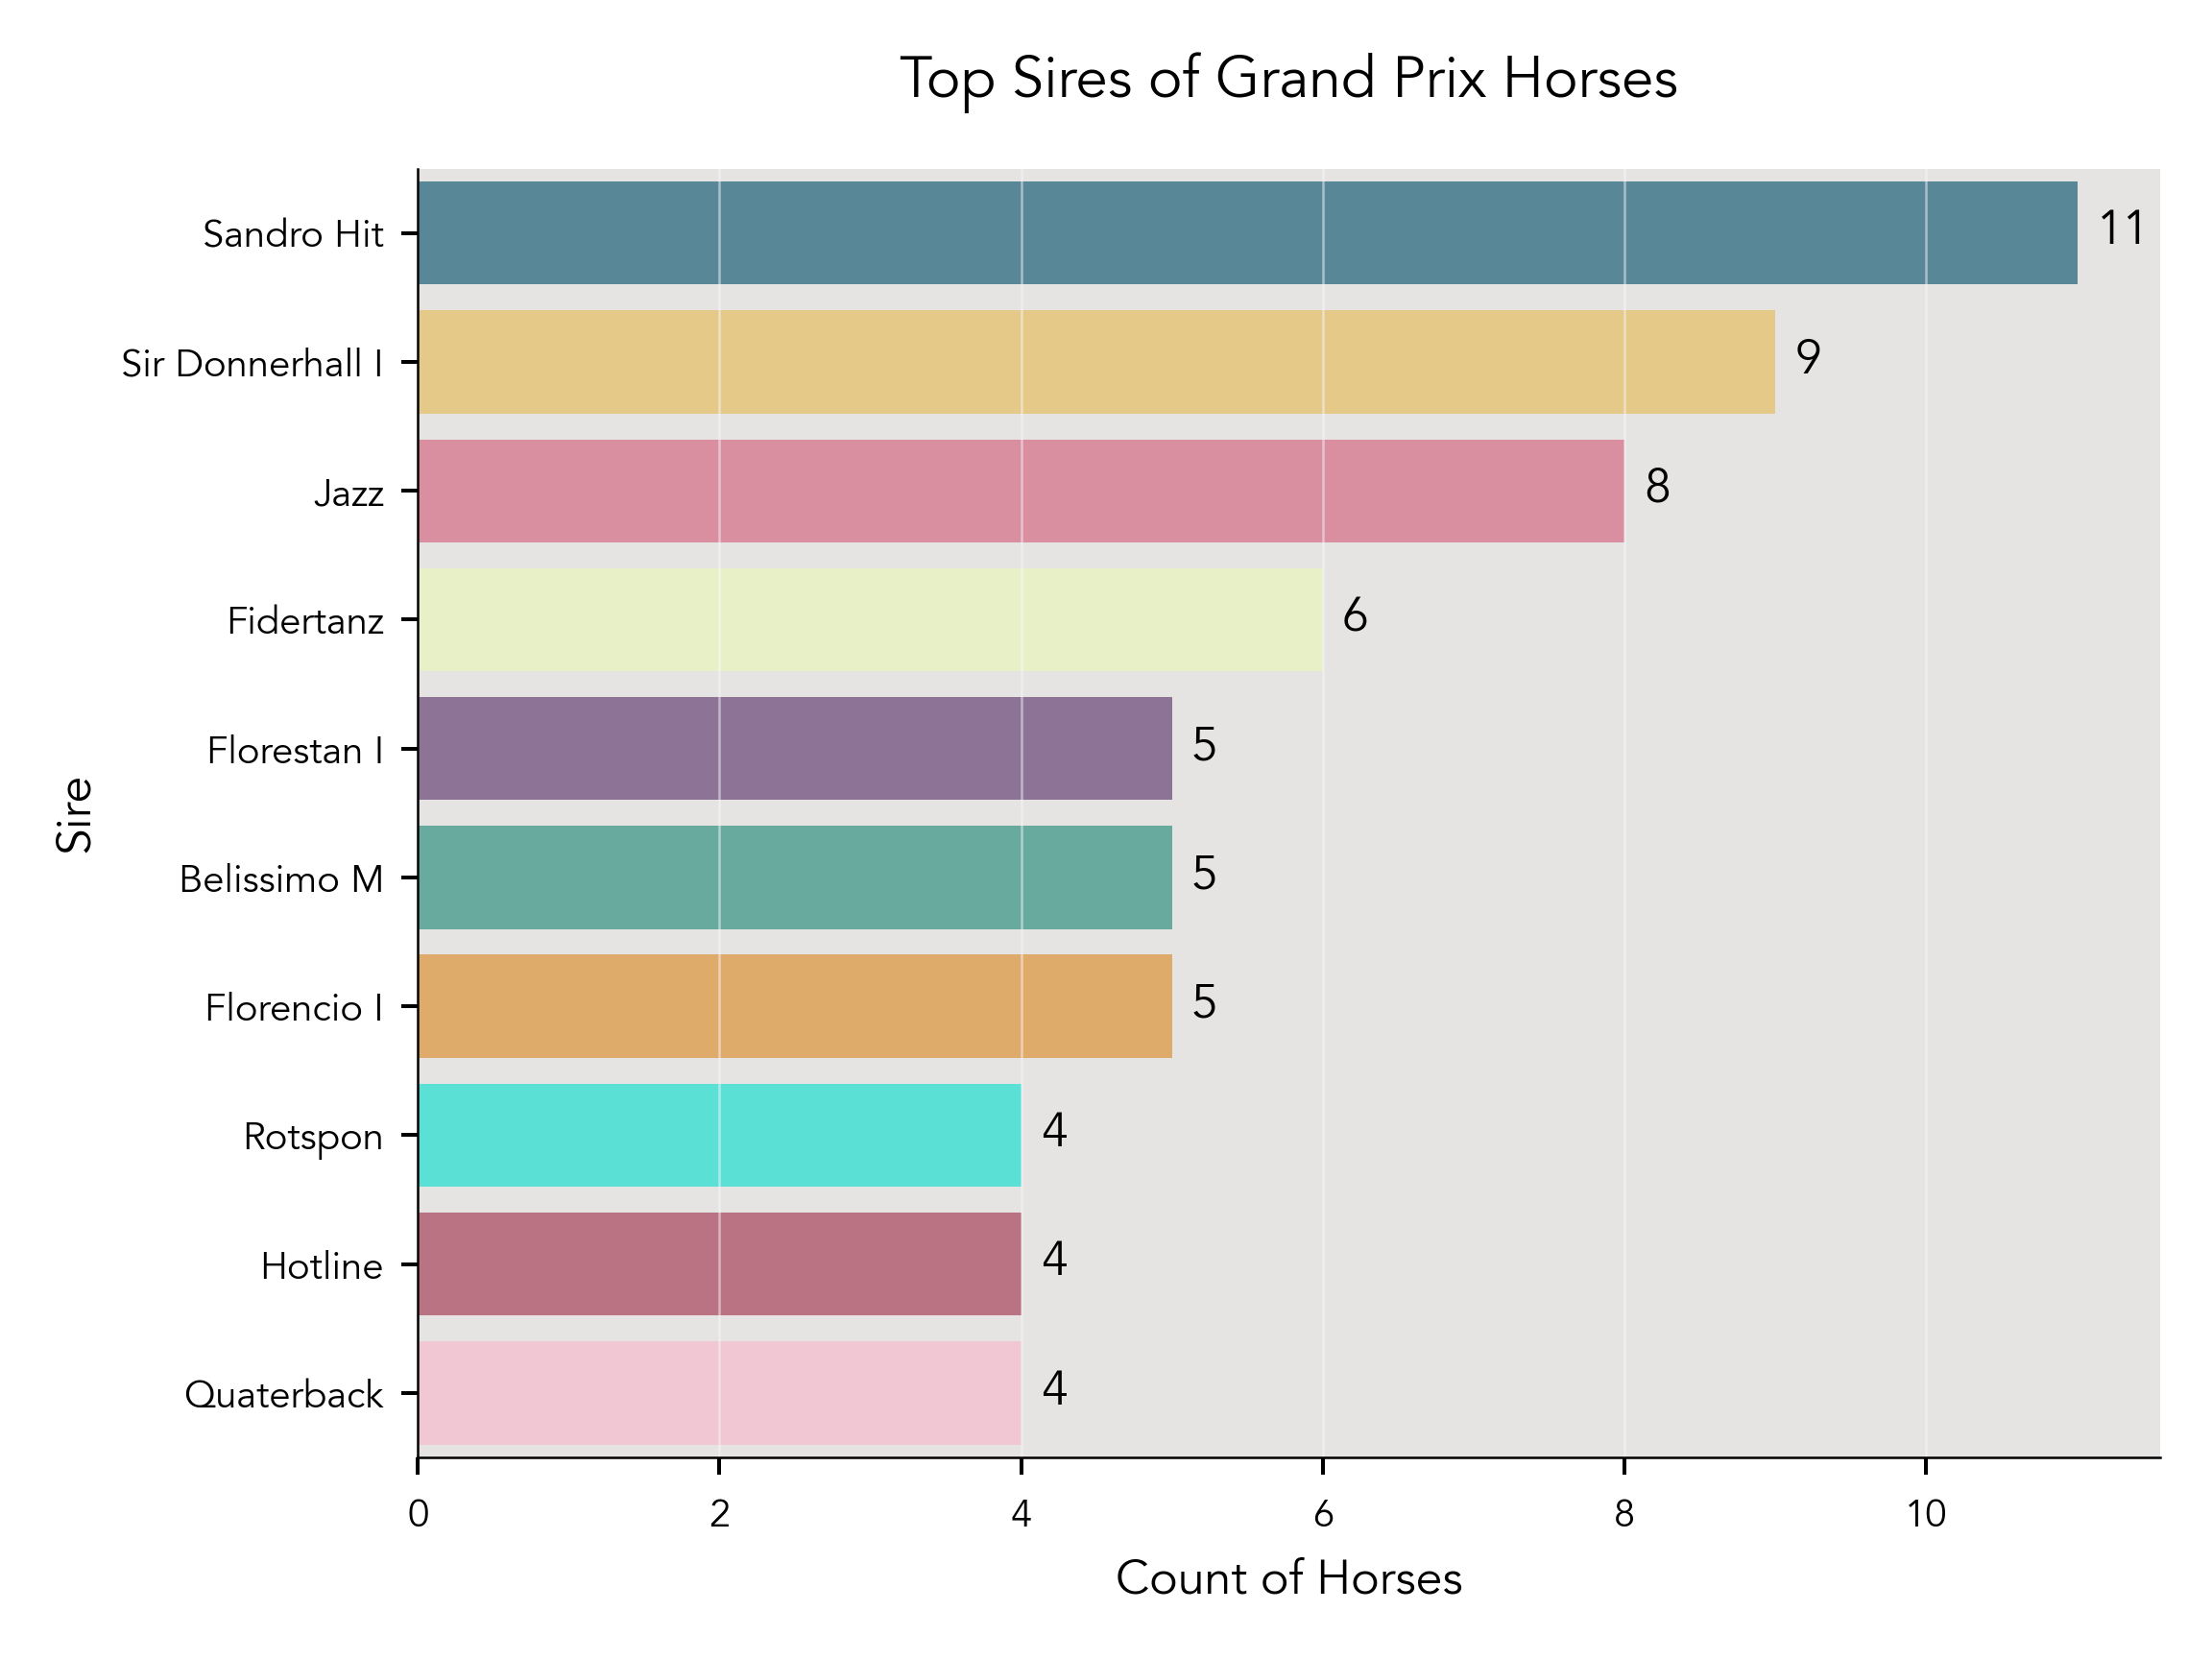 Top Sires of Grand Prix Horses
Sire
Sandro Hit
11
Sir Donnerhall I
9
Jazz
8
Fidertanz
6
Florestan I
5
Belissimo M
5
Florencio I
5
Rotspon
4
Hotline
4
Quaterback
4
0 2 4 6 8 10
Count of Horses